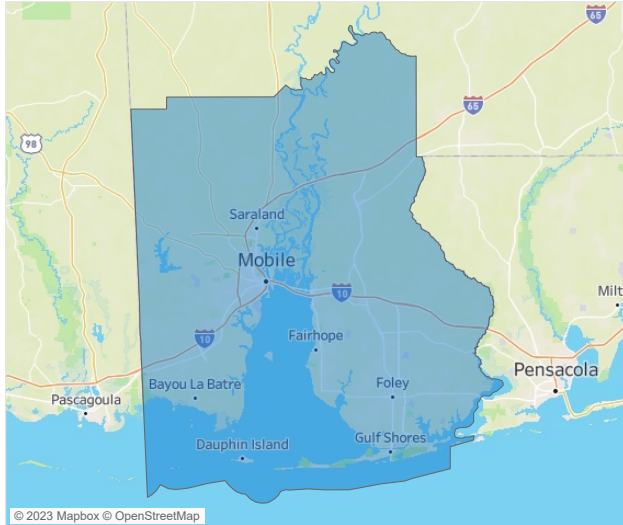 65
65
98
Saraland
Mobile
10
Milt
10
Fairhope
Pensacola
Bayou La Batre
Foley
Pascagoula
Dauphin Island
Gulf Shores
© 2023 Mapbox © OpenStreetMap